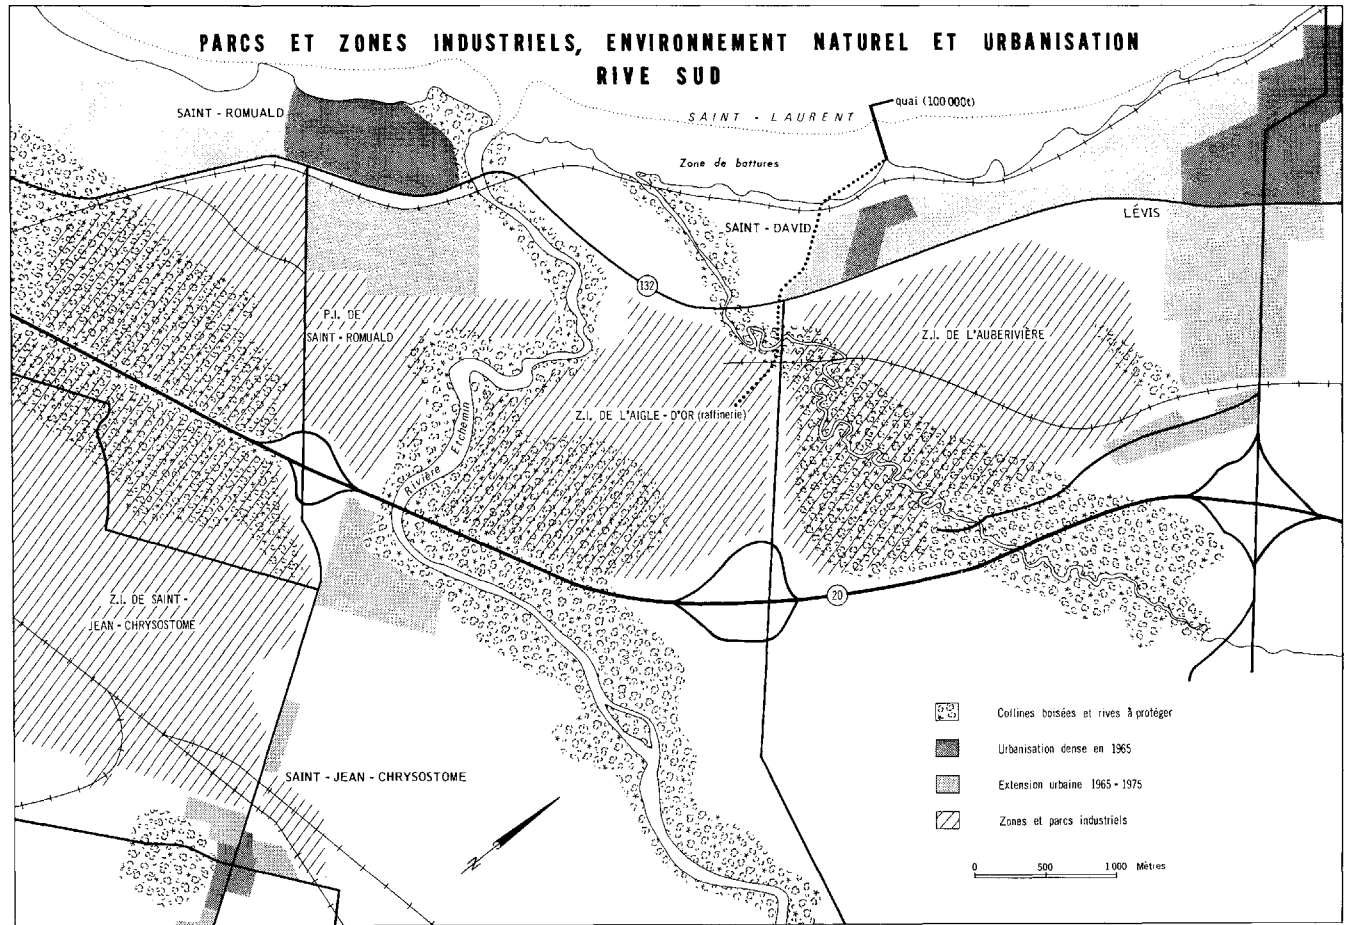 PARCS ET ZONES INDUSTRIELS, ENVIRONNEMENT NATUREL ET URBANISATION
RIVE SUD
quai (100 000t)
SAINT - ROMUALD
SAINT - LAURENT
Zone de battures
LÉVIS
SAINT - DAVID
132
P.I. DE
SAINT - ROMUALD
Z.I. DE L'AUBERIVIÈRE
Z.I. DE L'AIGLE - D'OR (raffinerie)
Rivière Etchemin
20
Z.I. DE SAINT -
JEAN - CHRYSOSTOME
SAINT - JEAN - CHRYSOSTOME
N
Collines boisées et rives à protéger
Urbanisation dense en 1965
Extension urbaine 1965 - 1975
Zones et parcs industriels
0 500 1 000 Mètres